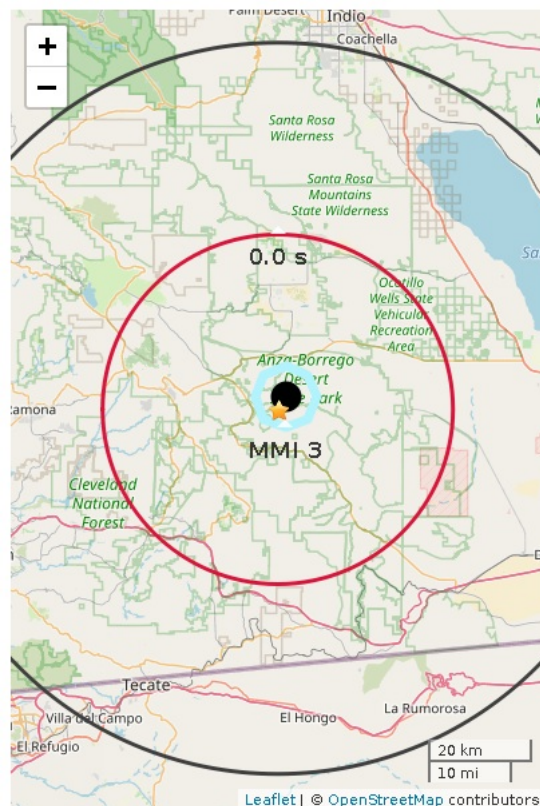 +
−
Palm Desert
Indio
Coachella
Santa Rosa
Wilderness
Santa Rosa
Mountains
State Wilderness
0.0 s
Ocotillo
Wells State
Vehicular
Recreation
Area
Anza-Borrego
Desert
Ramona
MMI 3
Cleveland
National
Forest
Tecate
Villa del Campo
El Hongo
La Rumorosa
El Refugio
20 km
10 mi
Leaflet | © OpenStreetMap contributors